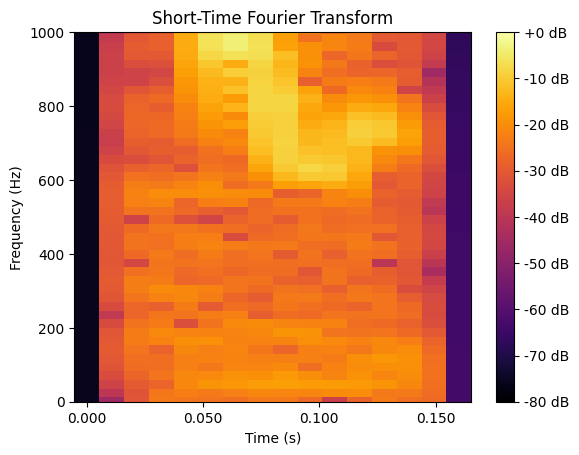 Short-Time Fourier Transform
1000
800
600
400
200
0
Frequency (Hz)
0.000
0.050
0.100
0.150
Time (s)
+0 dB
-10 dB
-20 dB
-30 dB
-40 dB
-50 dB
-60 dB
-70 dB
-80 dB